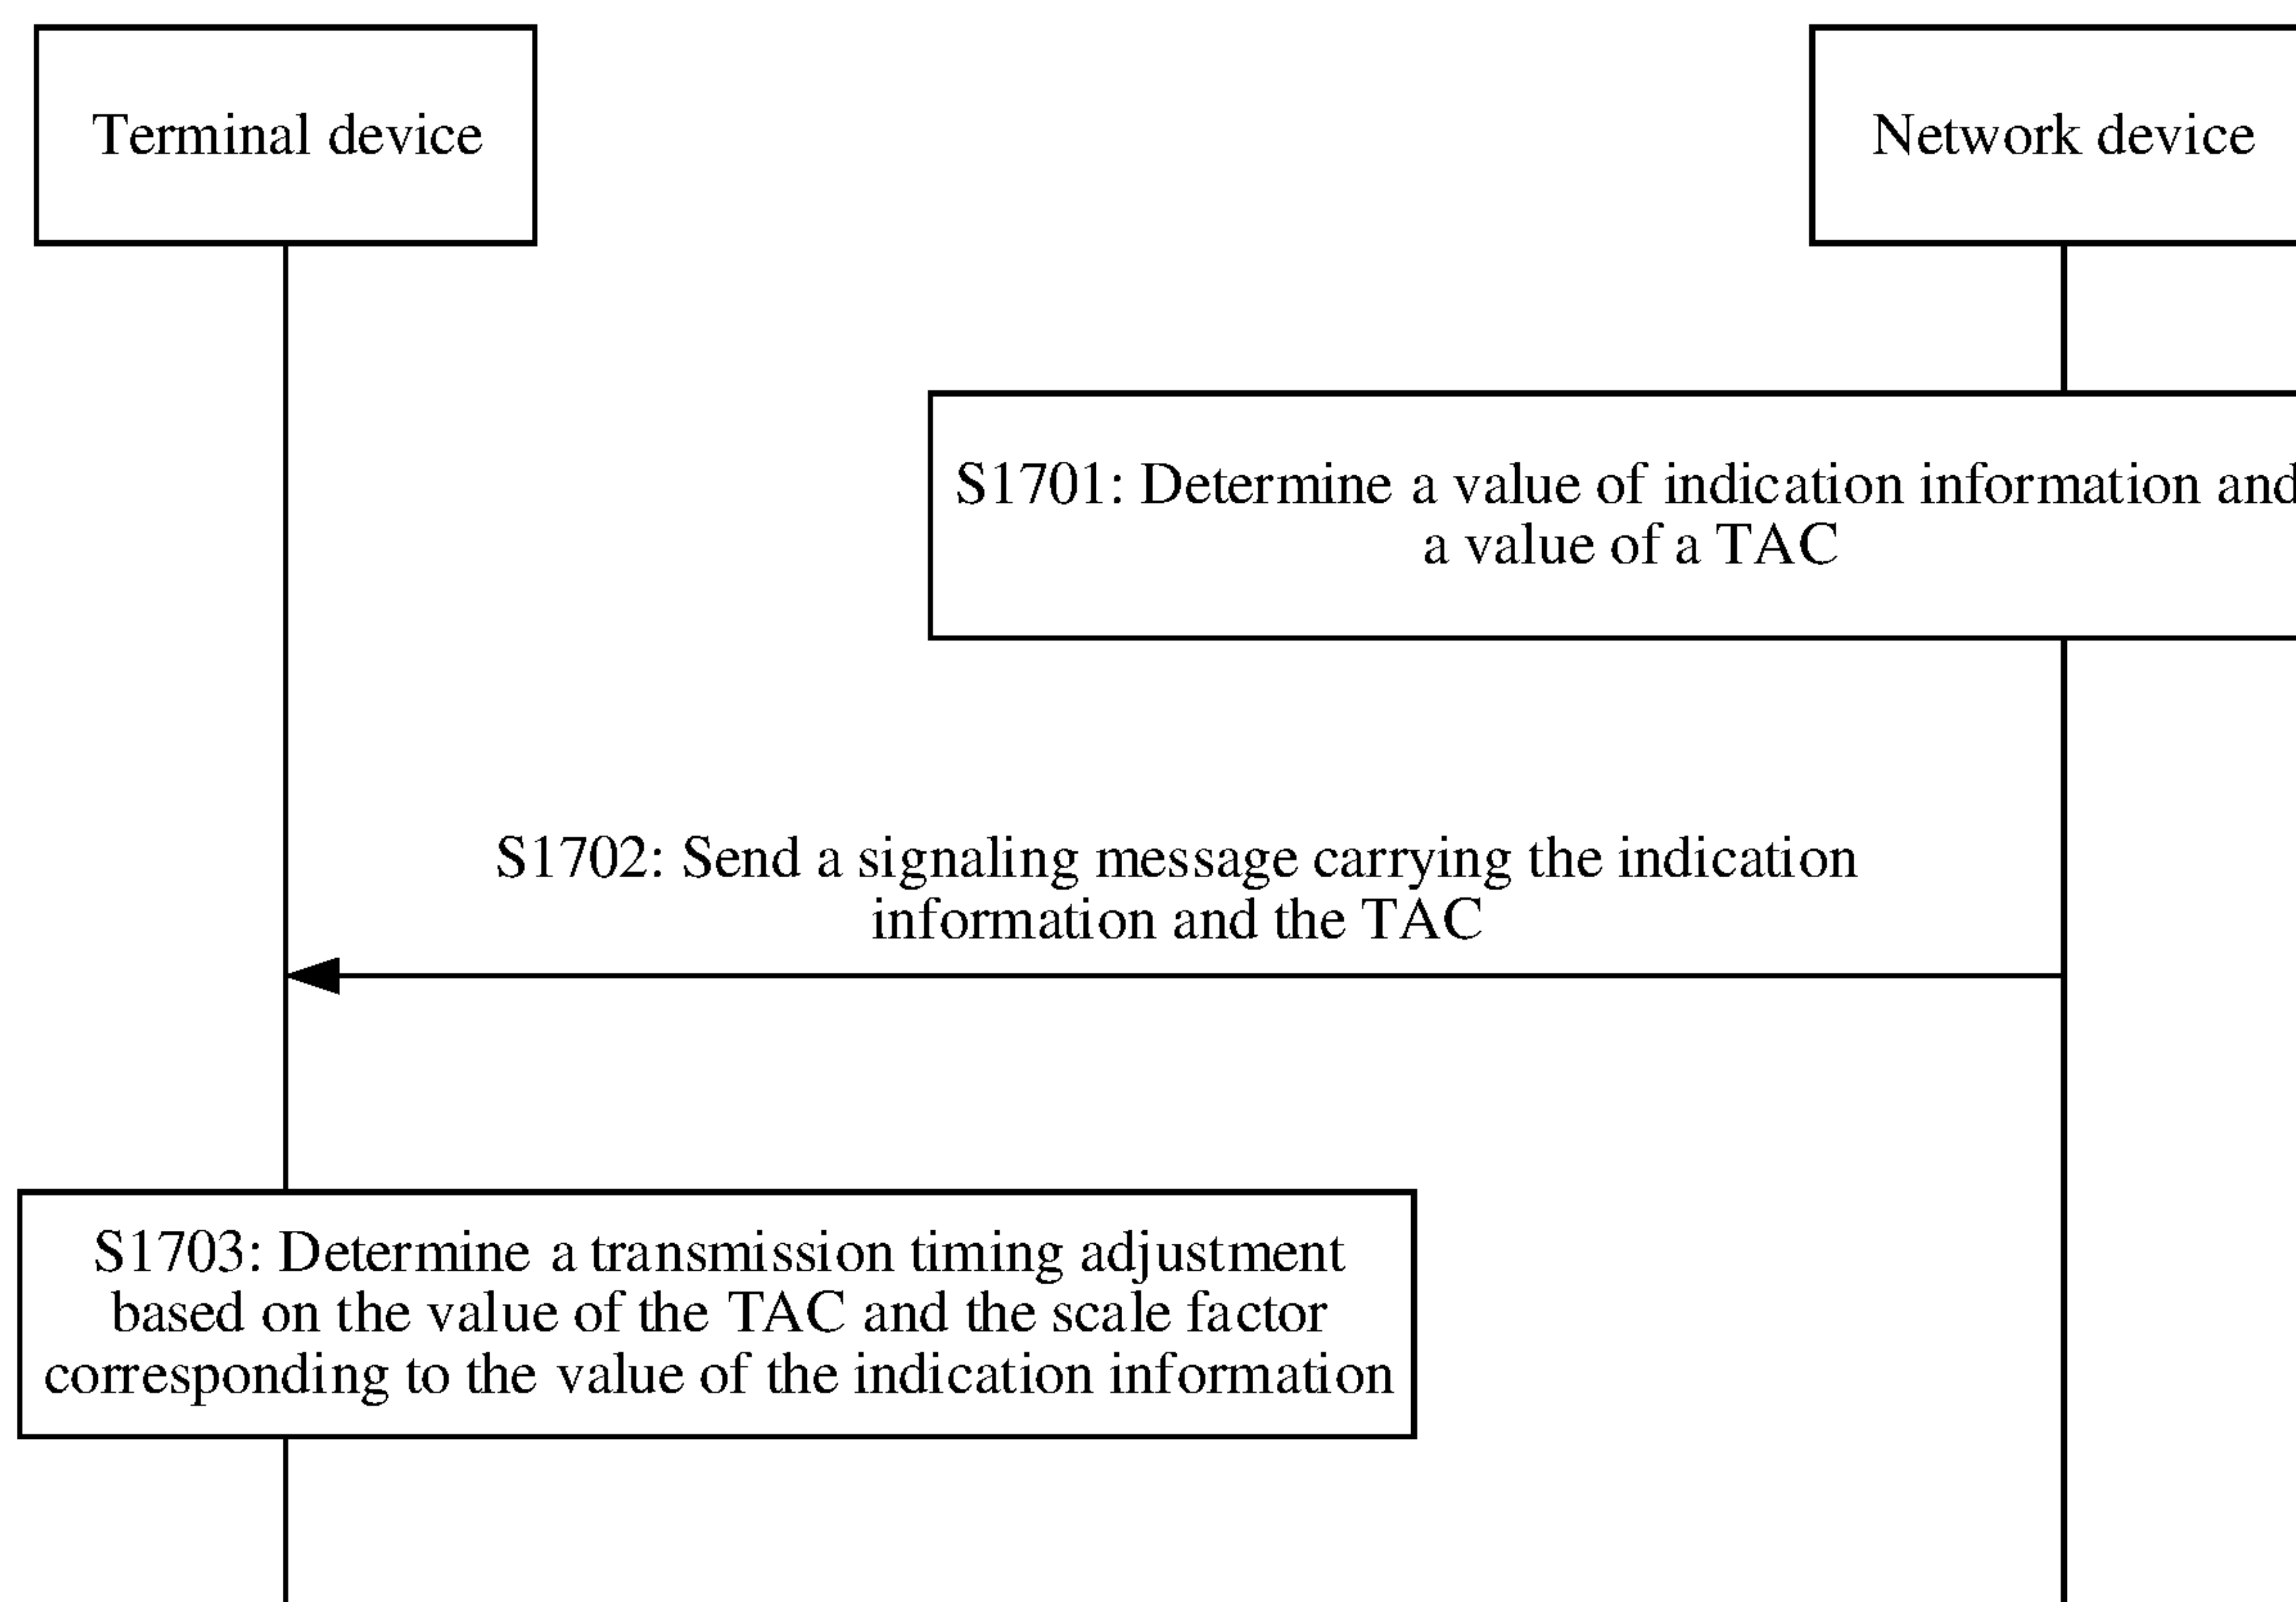 Terminal device
Network device
S1701: Determine a value of indication information and
a value of a TAC
S1702: Send a signaling message carrying the indication
information and the TAC
S1703: Determine a transmission timing adjustment
based on the value of the TAC and the scale factor
corresponding to the value of the indication information